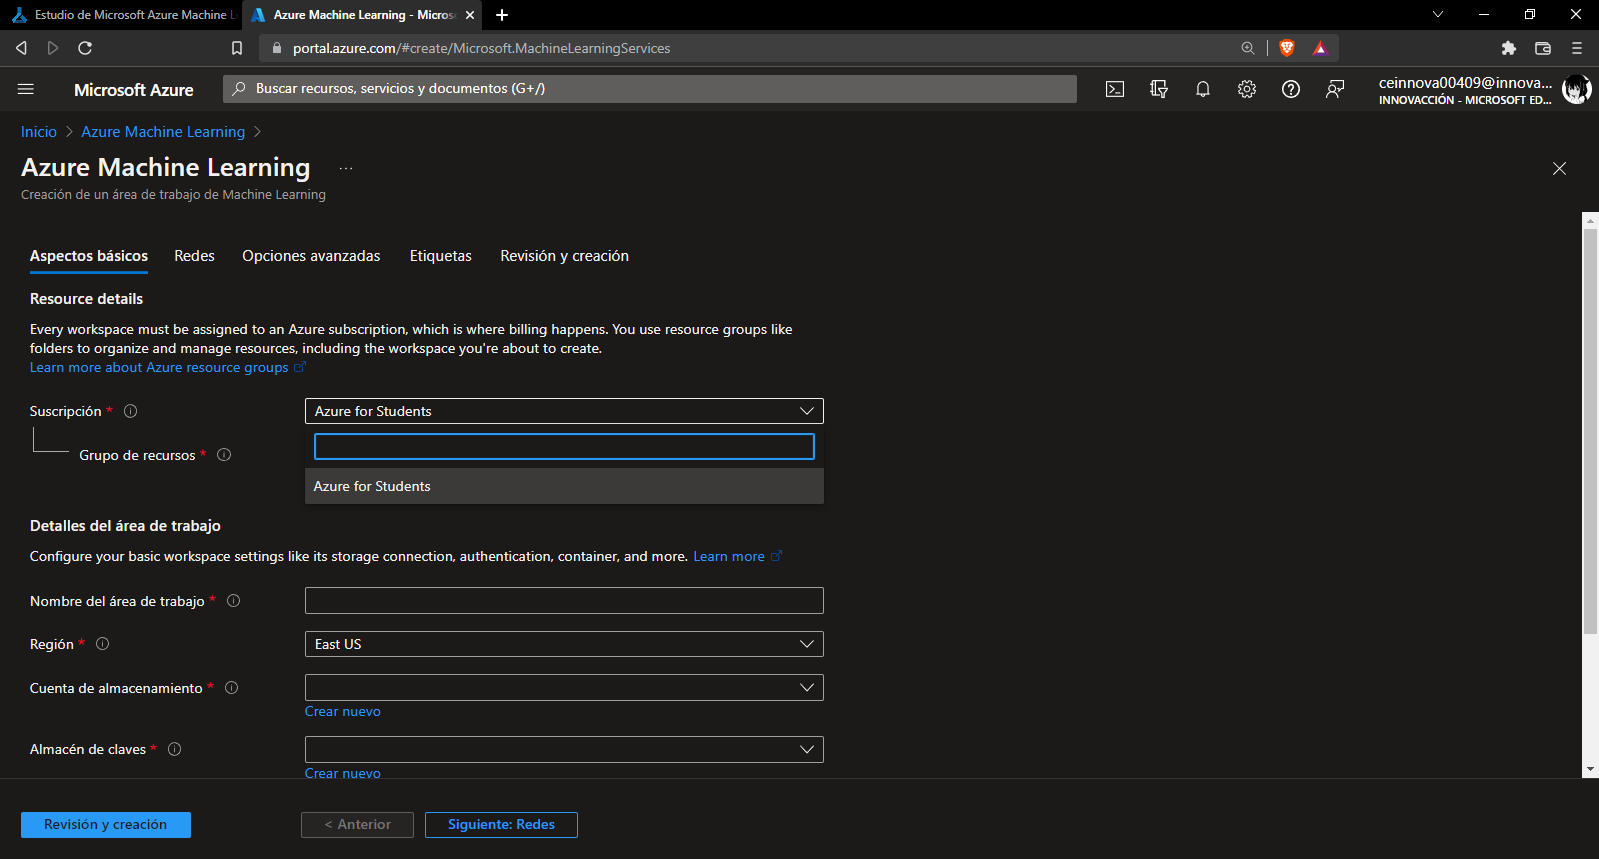 Estudio de Microsoft Azure Machine L
Azure Machine Learning - Micros
portal.azure.com/#create/Microsoft.MachineLearningServices
Microsoft Azure
Buscar recursos, servicios y documentos (G+/)
ceinnova00409@innova...
INNOVACCIÓN - MICROSOFT ED...
Inicio > Azure Machine Learning >
Azure Machine Learning ...
Creación de un área de trabajo de Machine Learning
Aspectos básicos Redes Opciones avanzadas Etiquetas Revisión y creación
Resource details
Every workspace must be assigned to an Azure subscription, which is where billing happens. You use resource groups like
folders to organize and manage resources, including the workspace you're about to create.
Learn more about Azure resource groups
Suscripción *
Azure for Students
Grupo de recursos *
Azure for Students
Detalles del área de trabajo
Configure your basic workspace settings like its storage connection, authentication, container, and more. Learn more
Nombre del área de trabajo *
Región *
East US
Cuenta de almacenamiento *
Crear nuevo
Almacén de claves *
Crear nuevo
Revisión y creación
< Anterior
Siguiente: Redes